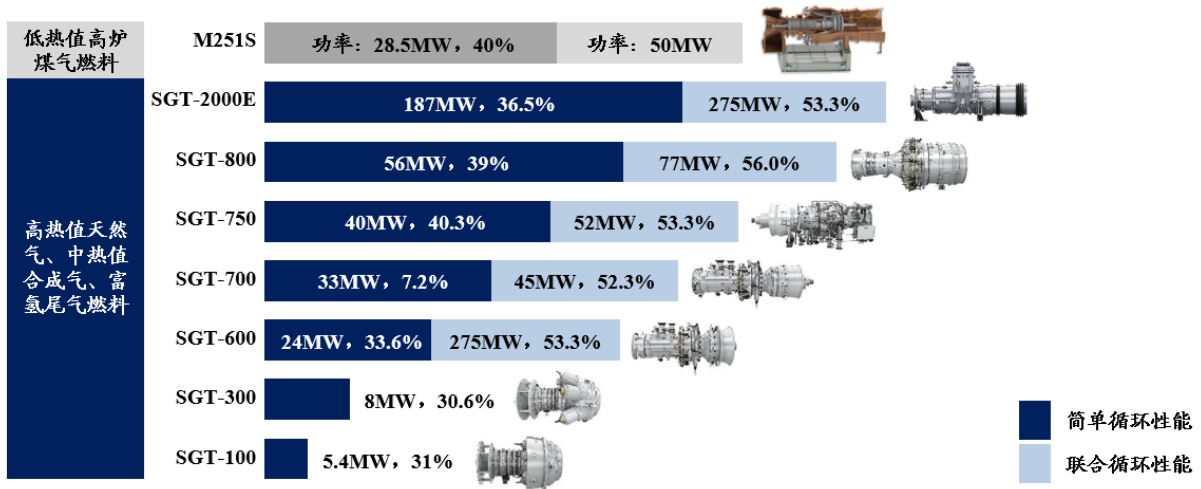 低热值高炉
煤气燃料
M251S
功率：28.5MW，40%
功率：50MW
SGT-2000E
187MW，36.5%
275MW，53.3%
SGT-800
56MW，39%
77MW，56.0%
高热值天然
气、中热值
合成气、富
氢尾气燃料
SGT-750
40MW，40.3%
52MW，53.3%
SGT-700
33MW，7.2%
45MW，52.3%
SGT-600
24MW，33.6%
275MW，53.3%
SGT-300
8MW，30.6%
SGT-100
5.4MW，31%
简单循环性能
联合循环性能